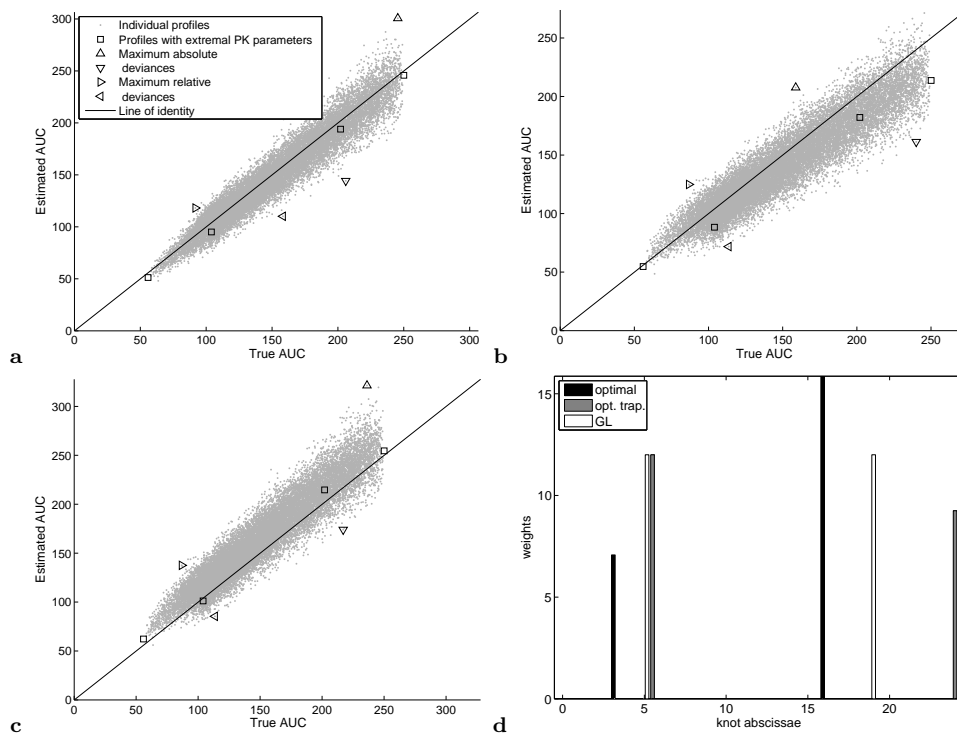 a
300
250
200
150
100
50
0
0 50 100 150 200 250 300
Estimated AUC
True AUC
Individual profiles
Profiles with extremal PK parameters
Maximum absolute
deviances
Maximum relative
deviances
Line of identity
b
250
200
150
100
50
0
0 50 100 150 200 250
Estimated AUC
True AUC
c
300
250
200
150
100
50
0
0 50 100 150 200 250 300
Estimated AUC
True AUC
d
15
10
5
0
0 5 10 15 20
weights
knot abscissae
optimal
opt. trap.
GL